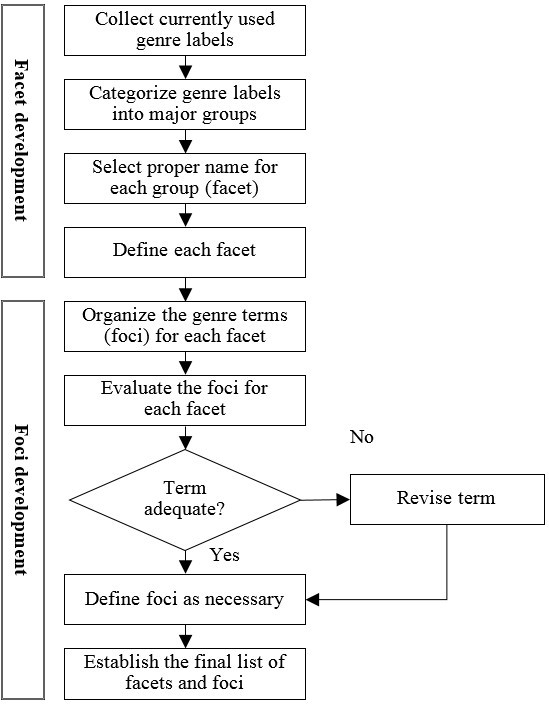 Facet development
Collect currently used
genre labels
Categorize genre labels
into major groups
Select proper name for
each group (facet)
Define each facet
Foci development
Organize the genre terms
(foci) for each facet
Evaluate the foci for
each facet
Term
adequate?
No
Revise term
Yes
Define foci as necessary
Establish the final list of
facets and foci